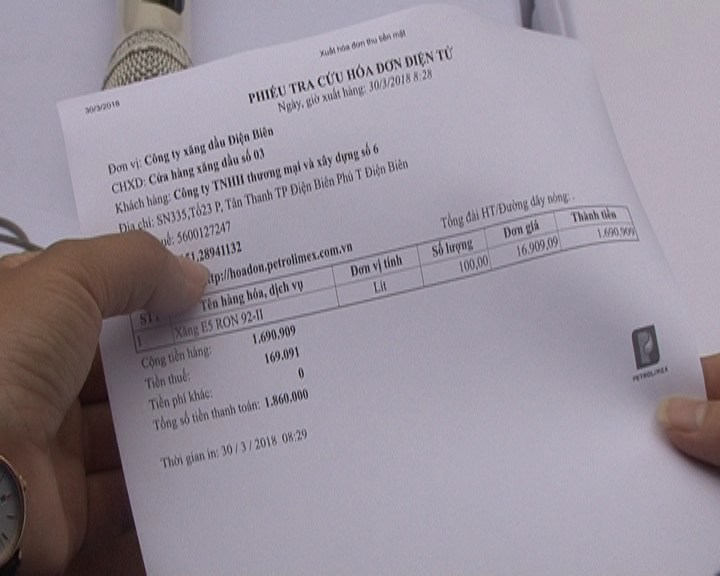 Xuất hóa đơn thu tiền mặt
30/3/2018
PHIẾU TRA CỨU HÓA ĐƠN ĐIỆN TỬ
Ngày, giờ xuất hàng: 30/3/2018 8:28
Đơn vị: Công ty xăng dầu Điện Biên
CHXD: Cửa hàng xăng dầu số 03
Khách hàng: Công ty TNHH thương mại và xây dựng số 6
Địa chỉ: SN335,Tổ23 P, Tân Thanh TP Điện Biên Phủ T Điện Biên
5600127247
51.28941132
http://hoadon.petrolimex.com.vn
Tổng đài HT/Đường dây nóng: .
STT Tên hàng hóa, dịch vụ Đơn vị tính Số lượng Đơn giá Thành tiền
1 Xăng E5 RON 92-II Lít 100,00 16.909,09 1.690.909
Cộng tiền hàng: 1.690.909
Tiền thuế: 169.091
Tiền phí khác: 0
Tổng số tiền thanh toán: 1.860.000
Thời gian in: 30 / 3 / 2018 08:29
PETROLIMEX